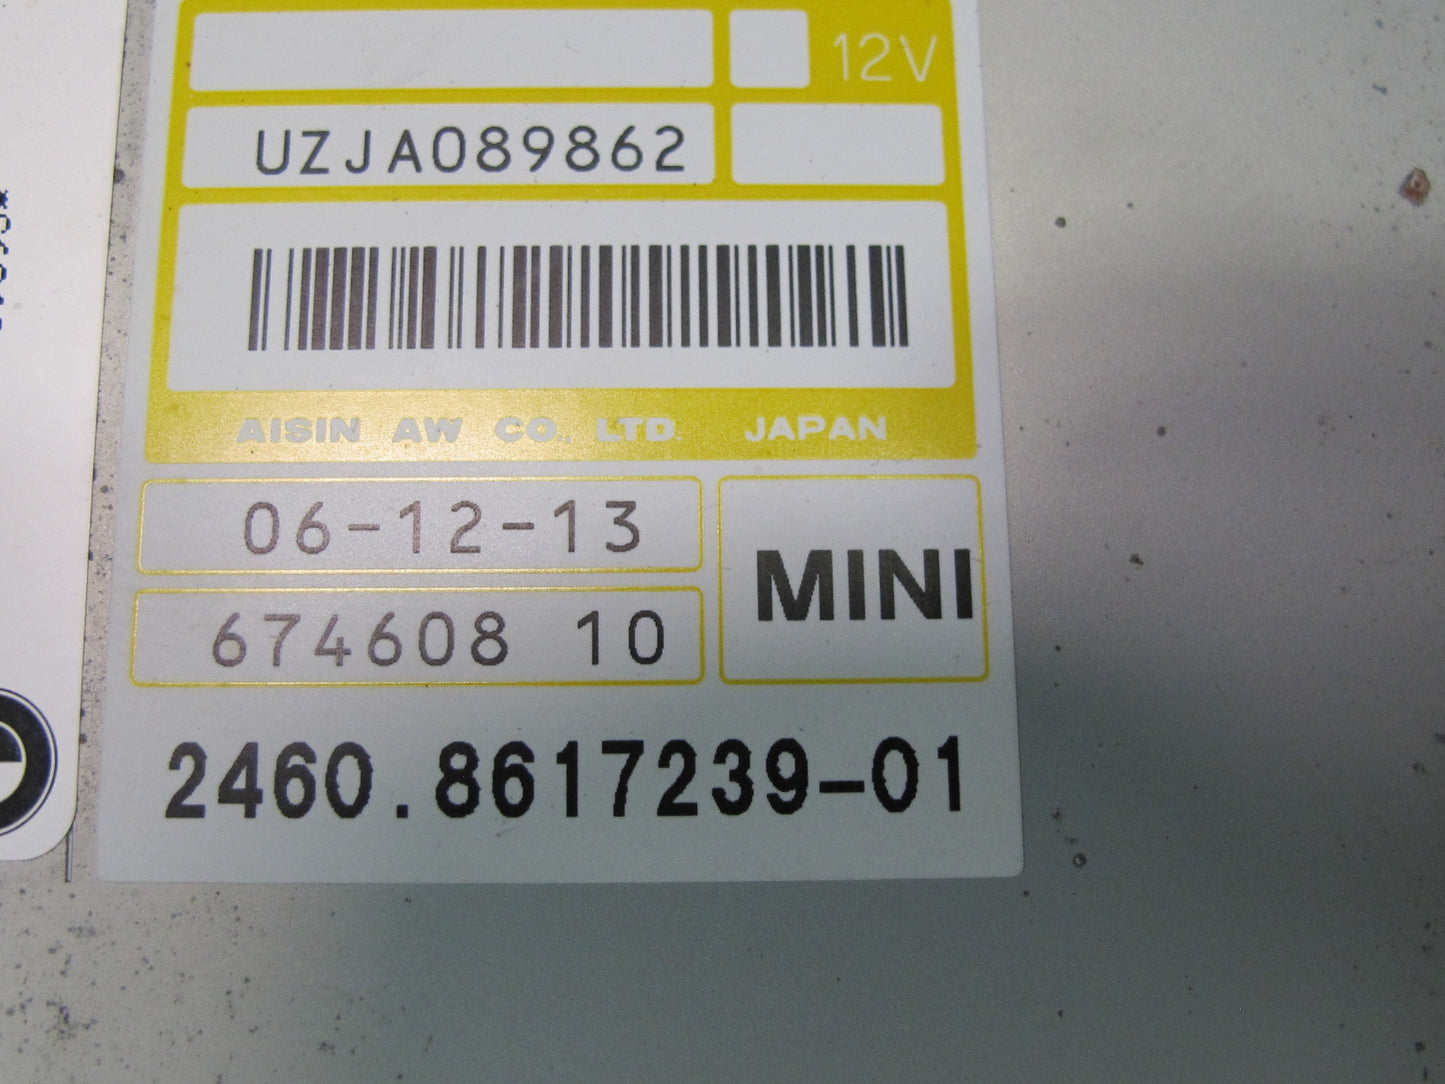 12V
UZJA089862
AISIN AW CO., LTD. JAPAN
06-12-13
674608 10
MINI
2460.8617239-01